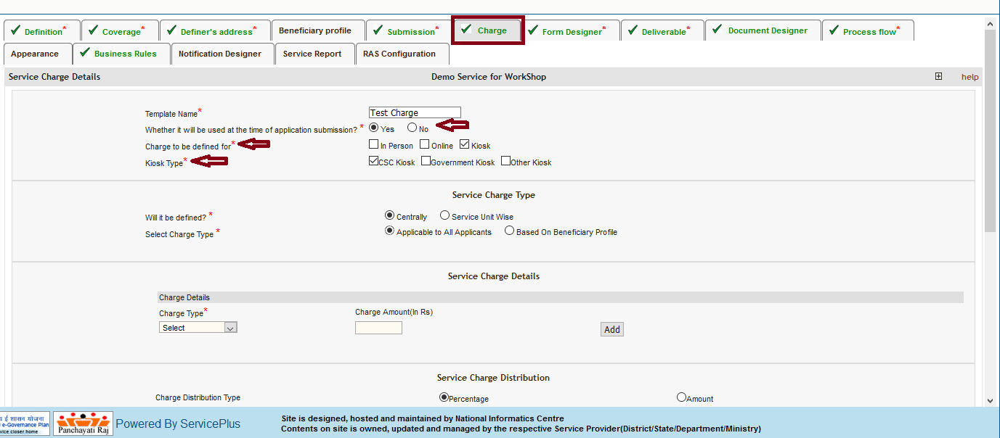 Definition* Coverage* Definer's address* Beneficiary profile Submission* Charge Form Designer* Deliverable* Document Designer Process flow*
Appearance Business Rules Notification Designer Service Report RAS Configuration
Service Charge Details Demo Service for WorkShop help
Template Name* Test Charge
Whether it will be used at the time of application submission? * Yes No
Charge to be defined for* In Person Online Kiosk
Kiosk Type* CSC Kiosk Government Kiosk Other Kiosk
Service Charge Type
Will it be defined? * Centrally Service Unit Wise
Select Charge Type * Applicable to All Applicants Based On Beneficiary Profile
Service Charge Details
Charge Details
Charge Type* Charge Amount(In Rs)
Select Add
Service Charge Distribution
Charge Distribution Type Percentage Amount
ई शासन योजना
e-Governance Plan
closer home
Panchayati Raj
Powered By ServicePlus
Site is designed, hosted and maintained by National Informatics Centre
Contents on site is owned, updated and managed by the respective Service Provider(District/State/Department/Ministry)